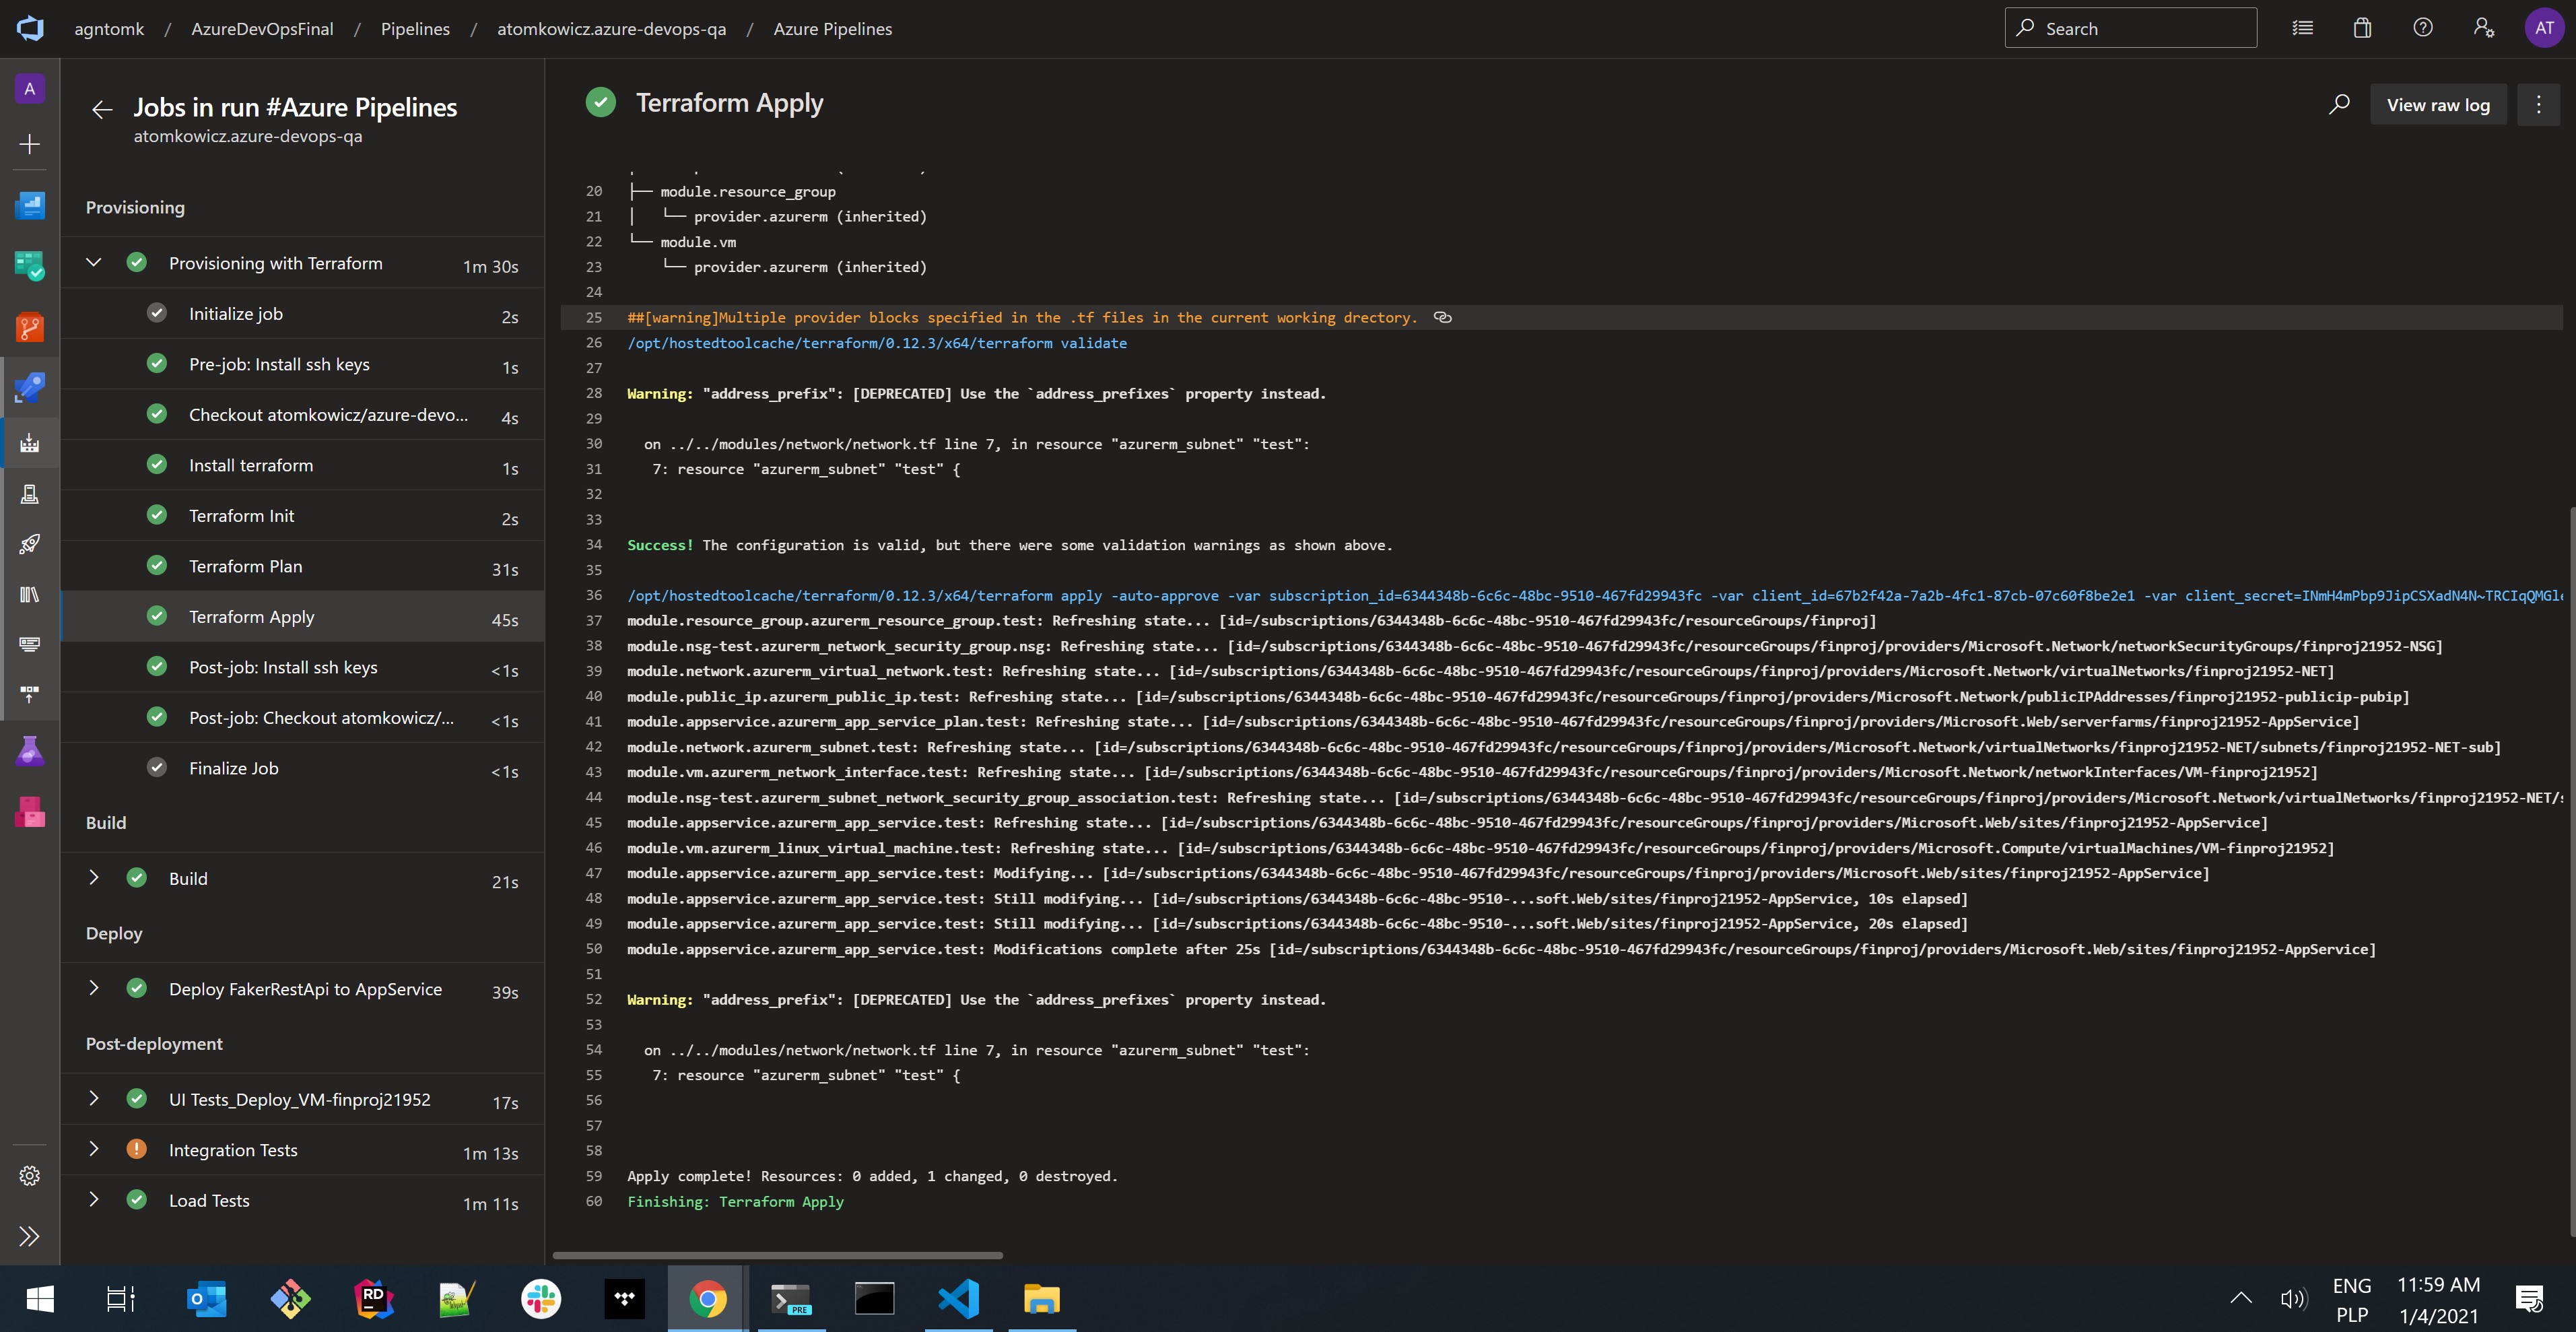 agntomk / AzureDevOpsFinal / Pipelines / atomkowicz.azure-devops-qa / Azure Pipelines
Search
AT
A
Jobs in run #Azure Pipelines
atomkowicz.azure-devops-qa
Provisioning
Provisioning with Terraform 1m 30s
Initialize job 2s
Pre-job: Install ssh keys 1s
Checkout atomkowicz/azure-devo... 4s
Install terraform 1s
Terraform Init 2s
Terraform Plan 31s
Terraform Apply 45s
Post-job: Install ssh keys <1s
Post-job: Checkout atomkowicz/... <1s
Finalize Job <1s
Build
Build 21s
Deploy
Deploy FakerRestApi to AppService 39s
Post-deployment
UI Tests_Deploy_VM-finproj21952 17s
Integration Tests 1m 13s
Load Tests 1m 11s
Terraform Apply
View raw log
20 ├── module.resource_group
21 │   └── provider.azurerm (inherited)
22 └── module.vm
23     └── provider.azurerm (inherited)
24
25 ##[warning]Multiple provider blocks specified in the .tf files in the current working drectory.
26 /opt/hostedtoolcache/terraform/0.12.3/x64/terraform validate
27
28 Warning: "address_prefix": [DEPRECATED] Use the `address_prefixes` property instead.
29
30   on ../../modules/network/network.tf line 7, in resource "azurerm_subnet" "test":
31    7: resource "azurerm_subnet" "test" {
32
33
34 Success! The configuration is valid, but there were some validation warnings as shown above.
35
36 /opt/hostedtoolcache/terraform/0.12.3/x64/terraform apply -auto-approve -var subscription_id=6344348b-6c6c-48bc-9510-467fd29943fc -var client_id=67b2f42a-7a2b-4fc1-87cb-07c60f8be2e1 -var client_secret=INmH4mPbp9JipCSXadN4N~TRCIqQMGle
37 module.resource_group.azurerm_resource_group.test: Refreshing state... [id=/subscriptions/6344348b-6c6c-48bc-9510-467fd29943fc/resourceGroups/finproj]
38 module.nsg-test.azurerm_network_security_group.nsg: Refreshing state... [id=/subscriptions/6344348b-6c6c-48bc-9510-467fd29943fc/resourceGroups/finproj/providers/Microsoft.Network/networkSecurityGroups/finproj21952-NSG]
39 module.network.azurerm_virtual_network.test: Refreshing state... [id=/subscriptions/6344348b-6c6c-48bc-9510-467fd29943fc/resourceGroups/finproj/providers/Microsoft.Network/virtualNetworks/finproj21952-NET]
40 module.public_ip.azurerm_public_ip.test: Refreshing state... [id=/subscriptions/6344348b-6c6c-48bc-9510-467fd29943fc/resourceGroups/finproj/providers/Microsoft.Network/publicIPAddresses/finproj21952-publicip-pubip]
41 module.appservice.azurerm_app_service_plan.test: Refreshing state... [id=/subscriptions/6344348b-6c6c-48bc-9510-467fd29943fc/resourceGroups/finproj/providers/Microsoft.Web/serverfarms/finproj21952-AppService]
42 module.network.azurerm_subnet.test: Refreshing state... [id=/subscriptions/6344348b-6c6c-48bc-9510-467fd29943fc/resourceGroups/finproj/providers/Microsoft.Network/virtualNetworks/finproj21952-NET/subnets/finproj21952-NET-sub]
43 module.vm.azurerm_network_interface.test: Refreshing state... [id=/subscriptions/6344348b-6c6c-48bc-9510-467fd29943fc/resourceGroups/finproj/providers/Microsoft.Network/networkInterfaces/VM-finproj21952]
44 module.nsg-test.azurerm_subnet_network_security_group_association.test: Refreshing state... [id=/subscriptions/6344348b-6c6c-48bc-9510-467fd29943fc/resourceGroups/finproj/providers/Microsoft.Network/virtualNetworks/finproj21952-NET/s
45 module.appservice.azurerm_app_service.test: Refreshing state... [id=/subscriptions/6344348b-6c6c-48bc-9510-467fd29943fc/resourceGroups/finproj/providers/Microsoft.Web/sites/finproj21952-AppService]
46 module.vm.azurerm_linux_virtual_machine.test: Refreshing state... [id=/subscriptions/6344348b-6c6c-48bc-9510-467fd29943fc/resourceGroups/finproj/providers/Microsoft.Compute/virtualMachines/VM-finproj21952]
47 module.appservice.azurerm_app_service.test: Modifying... [id=/subscriptions/6344348b-6c6c-48bc-9510-467fd29943fc/resourceGroups/finproj/providers/Microsoft.Web/sites/finproj21952-AppService]
48 module.appservice.azurerm_app_service.test: Still modifying... [id=/subscriptions/6344348b-6c6c-48bc-9510-...soft.Web/sites/finproj21952-AppService, 10s elapsed]
49 module.appservice.azurerm_app_service.test: Still modifying... [id=/subscriptions/6344348b-6c6c-48bc-9510-...soft.Web/sites/finproj21952-AppService, 20s elapsed]
50 module.appservice.azurerm_app_service.test: Modifications complete after 25s [id=/subscriptions/6344348b-6c6c-48bc-9510-467fd29943fc/resourceGroups/finproj/providers/Microsoft.Web/sites/finproj21952-AppService]
51
52 Warning: "address_prefix": [DEPRECATED] Use the `address_prefixes` property instead.
53
54   on ../../modules/network/network.tf line 7, in resource "azurerm_subnet" "test":
55    7: resource "azurerm_subnet" "test" {
56
57
58
59 Apply complete! Resources: 0 added, 1 changed, 0 destroyed.
60 Finishing: Terraform Apply
RD
PRE
ENG
PLP
11:59 AM
1/4/2021